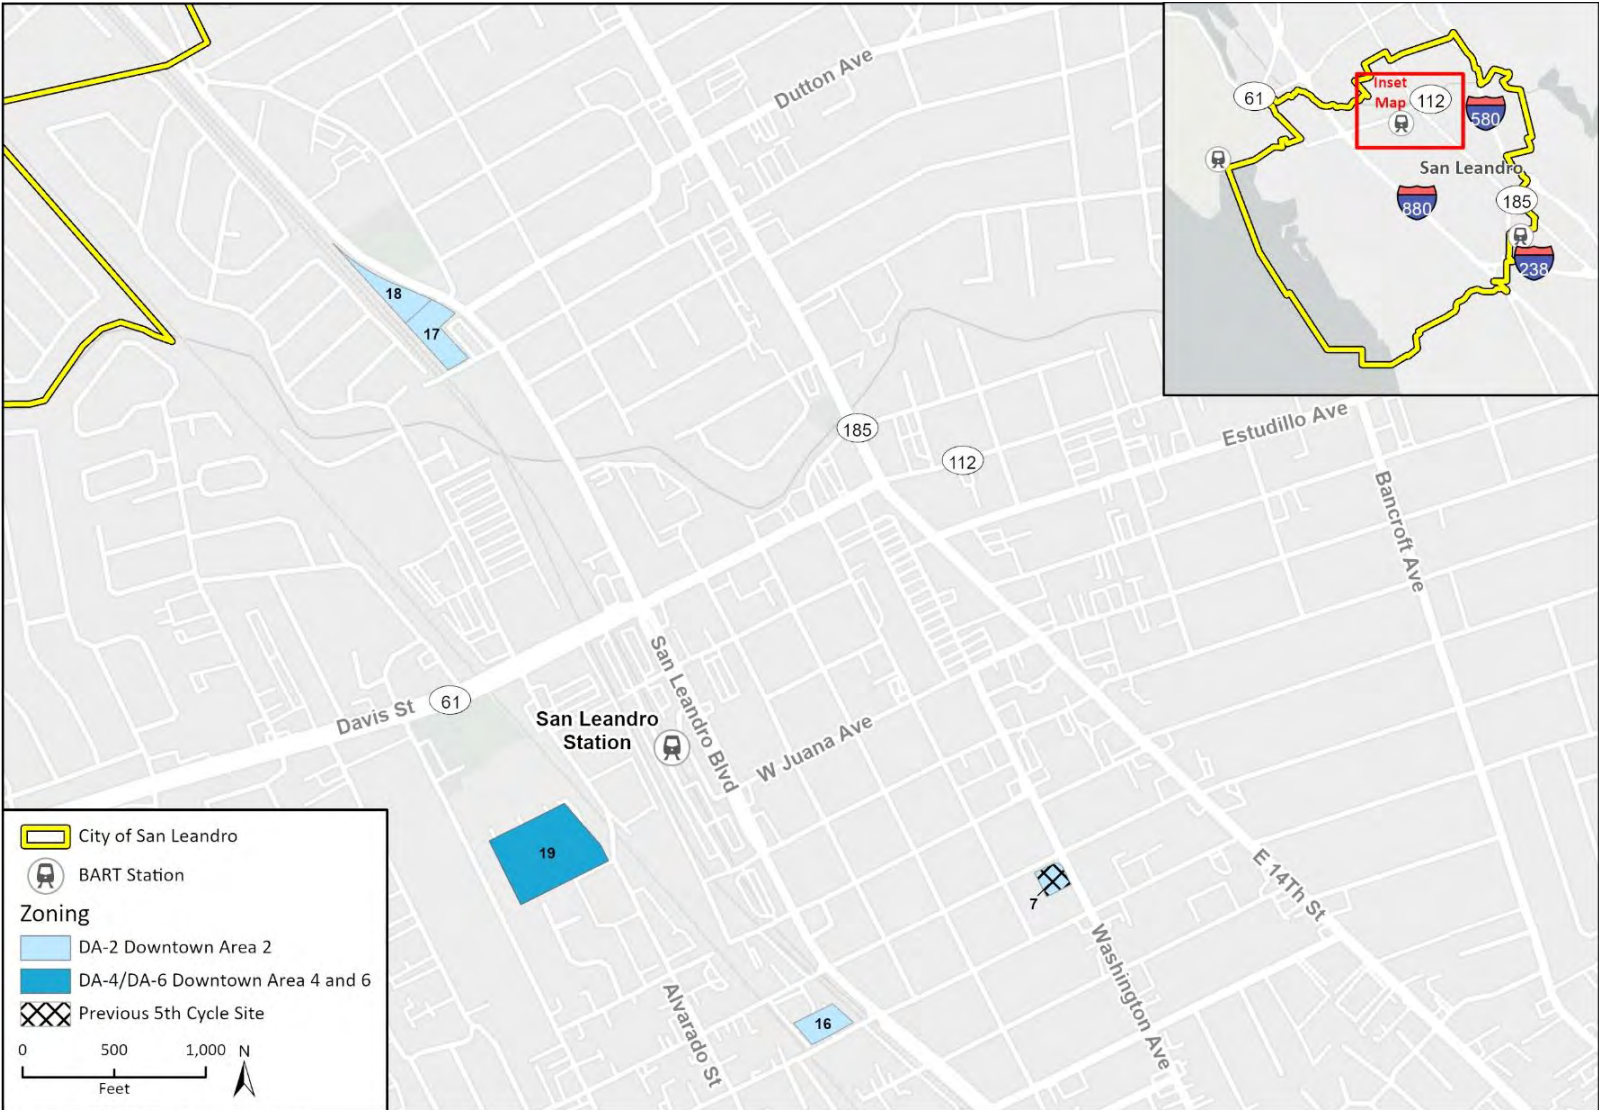 Dutton Ave
61
Inset
Map
112
580
San Leandro
880
185
238
18
17
185
112
Estudillo Ave
Bancroft Ave
San Leandro Blvd
61
Davis St
San Leandro
Station
W Juana Ave
19
7
E 14Th St
Washington Ave
Alvarado St
16
City of San Leandro
BART Station
Zoning
DA-2 Downtown Area 2
DA-4/DA-6 Downtown Area 4 and 6
Previous 5th Cycle Site
0 500 1,000 N
Feet